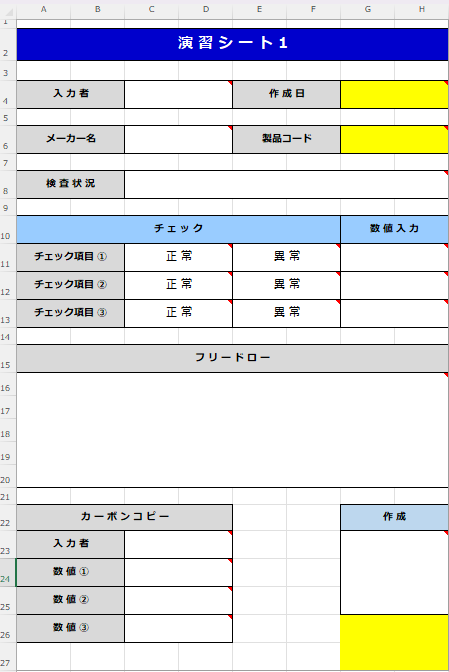 A B C D E F G H
1
2 演習シート1
3
4 入力者 作成日
5
6 メーカー名 製品コード
7
8 検査状況
9
10 チェック 数値入力
11 チェック項目 ① 正常 異常
12 チェック項目 ② 正常 異常
13 チェック項目 ③ 正常 異常
14
15 フリードロー
16
17
18
19
20
21
22 カーボンコピー 作成
23 入力者
24 数値①
25 数値②
26 数値③
27